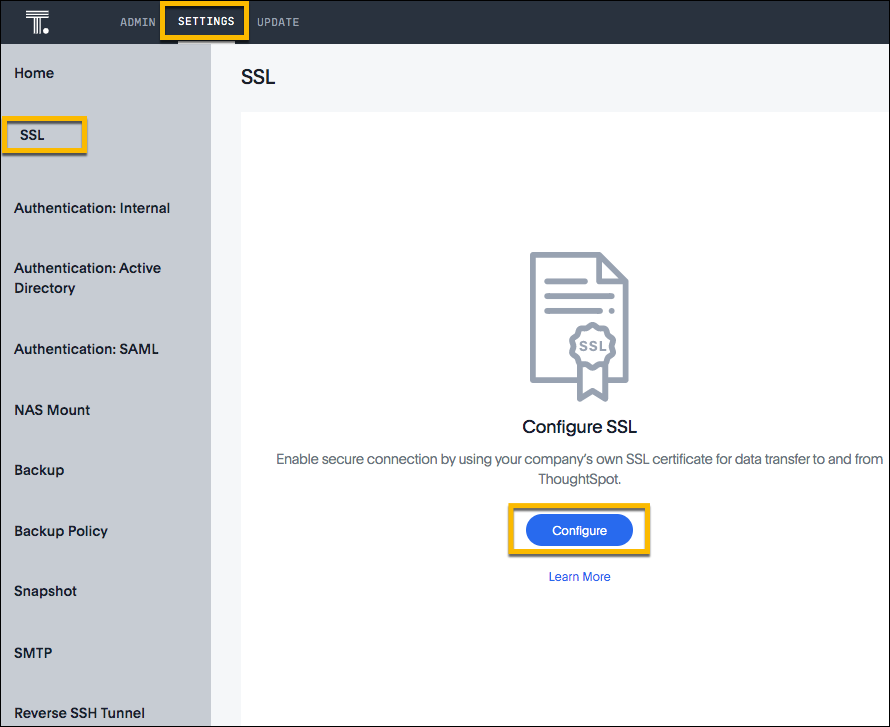 T.
ADMIN SETTINGS UPDATE
Home
SSL
Authentication: Internal
Authentication: Active
Directory
Authentication: SAML
NAS Mount
Backup
Backup Policy
Snapshot
SMTP
Reverse SSH Tunnel
SSL
SSL
Configure SSL
Enable secure connection by using your company's own SSL certificate for data transfer to and from
ThoughtSpot.
Configure
Learn More